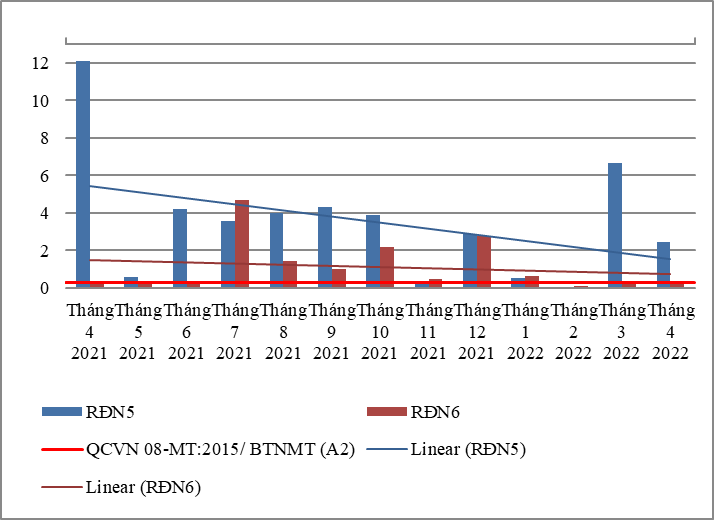 12
10
8
6
4
2
0
Tháng Tháng Tháng Tháng Tháng Tháng Tháng Tháng Tháng Tháng Tháng Tháng Tháng
4 5 6 7 8 9 10 11 12 1 2 3 4
2021 2021 2021 2021 2021 2021 2021 2021 2021 2022 2022 2022 2022
RĐN5 RĐN6
QCVN 08-MT:2015/ BTNMT (A2) Linear (RĐN5)
Linear (RĐN6)